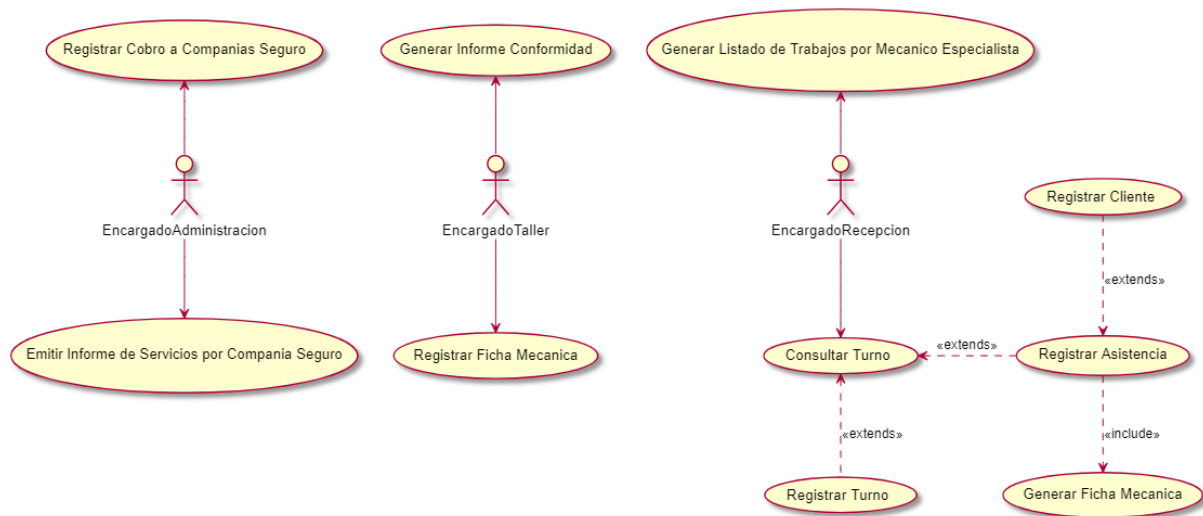 Registrar Cobro a Companias Seguro
Generar Informe Conformidad
Generar Listado de Trabajos por Mecanico Especialista
Registrar Cliente
EncargadoAdministracion
EncargadoTaller
EncargadoRecepcion
«extends»
Emitir Informe de Servicios por Compania Seguro
Registrar Ficha Mecanica
Consultar Turno
«extends»
Registrar Asistencia
«extends»
«include»
Registrar Turno
Generar Ficha Mecanica